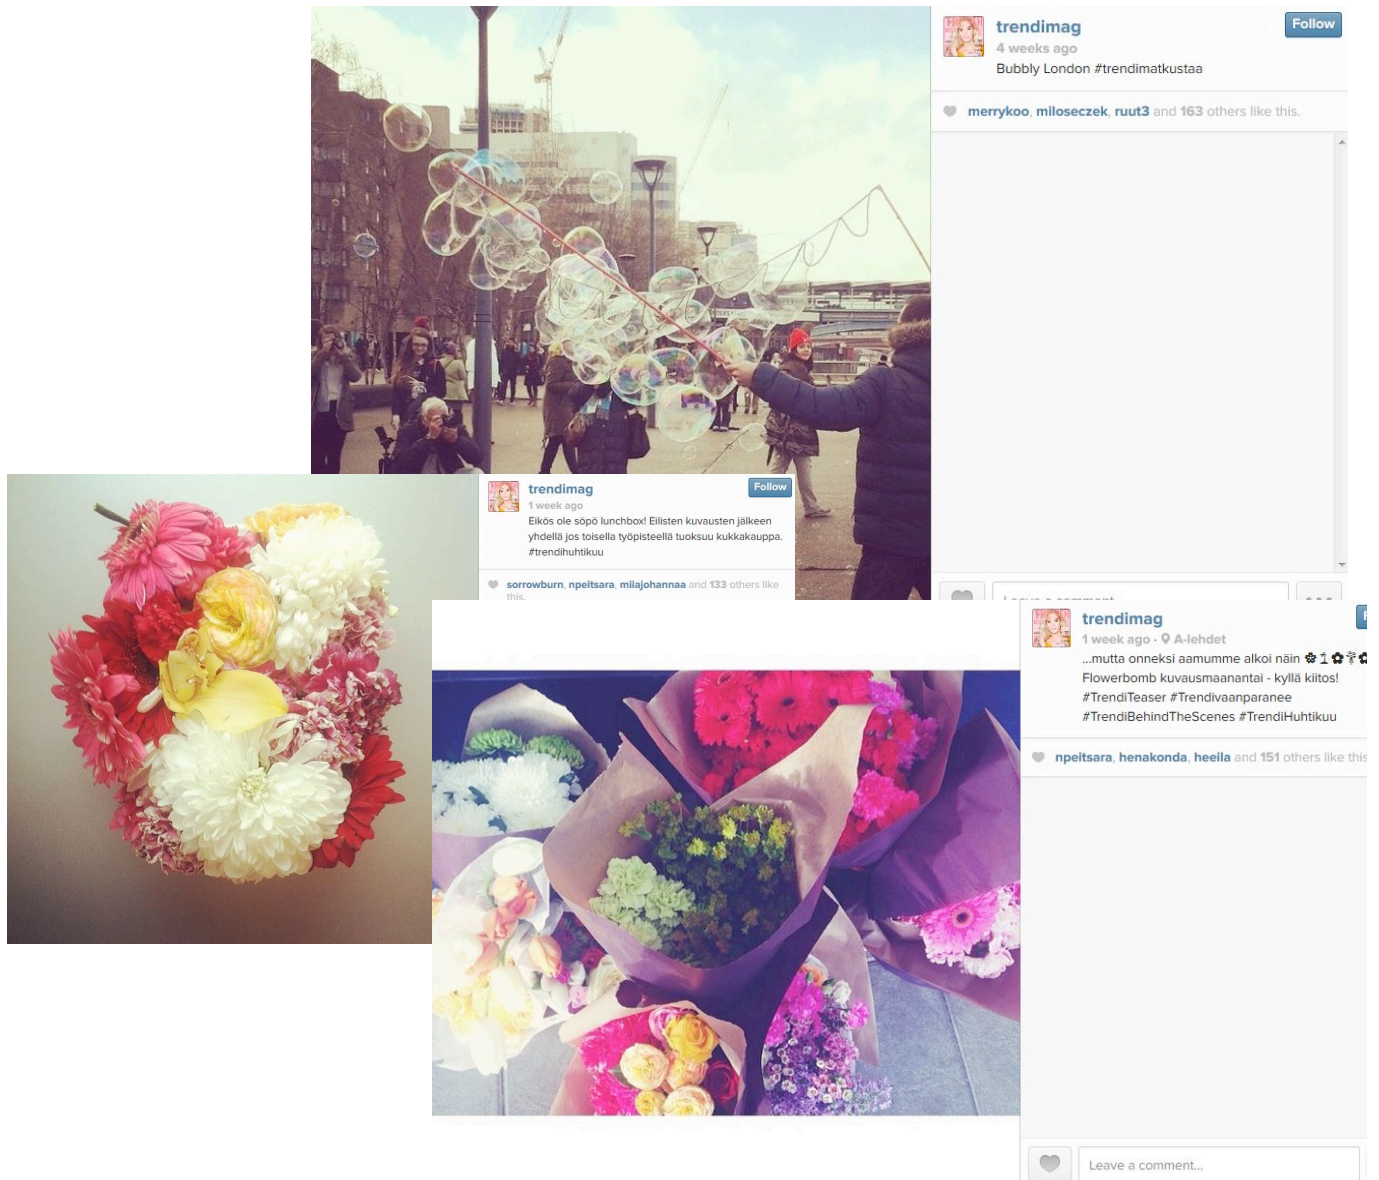 trendimag
Follow
4 weeks ago
Bubbly London #trendimatkustaa
merrykoo, miloseczek, ruut3 and 163 others like this.
trendimag
Follow
1 week ago
Eikös ole söpö lunchbox! Eilisten kuvausten jälkeen
yhdellä jos toisella työpisteellä tuoksuu kukkakauppa.
#trendihuhtikuu
sorrowburn, npeitsara, miiajohannaa and 133 others like
this.
trendimag
1 week ago · A-lehdet
...mutta onneksi aamumme alkoi näin
Flowerbomb kuvausmaanantai - kyllä kiitos!
#TrendiTeaser #Trendivaanparanee
#TrendiBehindTheScenes #TrendiHuhtikuu
npeitsara, henakonda, heeila and 151 others like this
Leave a comment...